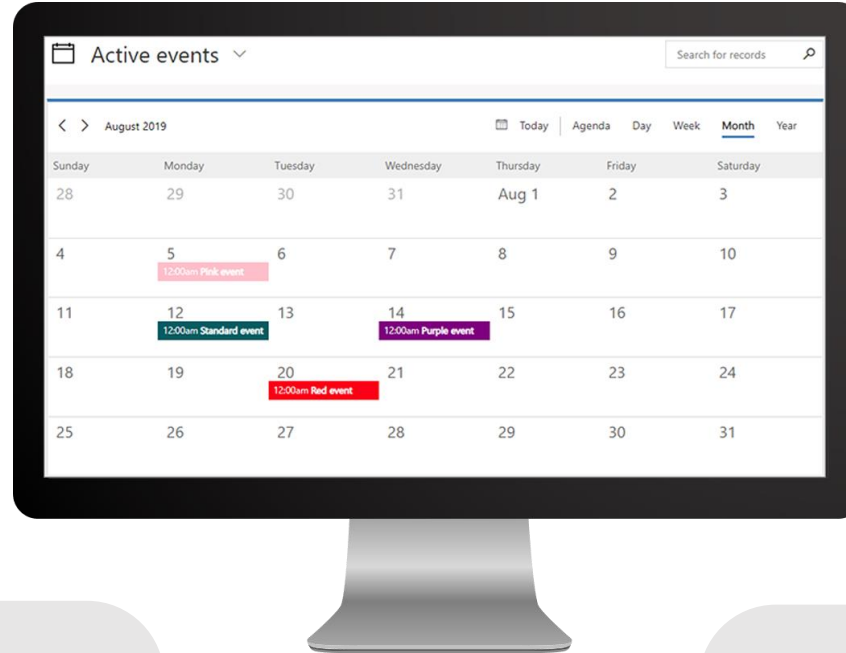 Active events
Search for records
August 2019
Today Agenda Day Week Month Year
Sunday Monday Tuesday Wednesday Thursday Friday Saturday
28 29 30 31 Aug 1 2 3
4 5 6 7 8 9 10
12:00am Pink event
11 12 13 14 15 16 17
12:00am Standard event 12:00am Purple event
18 19 20 21 22 23 24
12:00am Red event
25 26 27 28 29 30 31